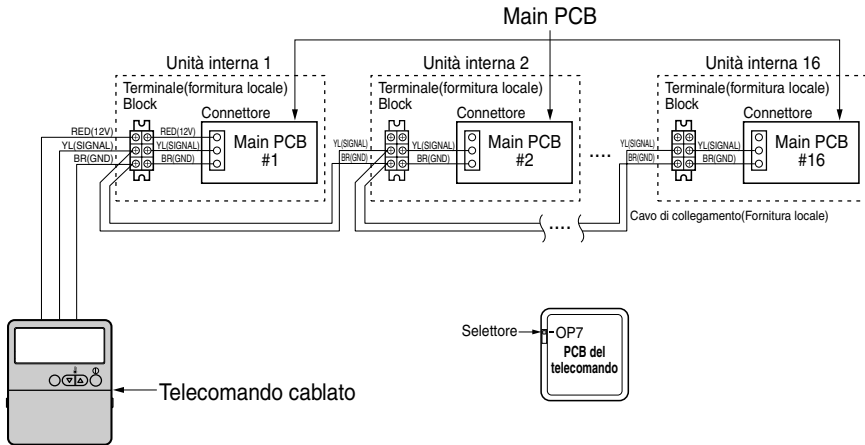 Main PCB
Unità interna 1
Unità interna 2
Unità interna 16
Terminale(formitura locale)
Block
Terminale(formitura locale)
Block
Terminale(formitura locale)
Block
Connettore
Connettore
Connettore
RED(12V)
YL(SIGNAL)
BR(GND)
RED(12V)
YL(SIGNAL)
BR(GND)
Main PCB
#1
YL(SIGNAL)
BR(GND)
YL(SIGNAL)
BR(GND)
Main PCB
#2
....
YL(SIGNAL)
BR(GND)
YL(SIGNAL)
BR(GND)
Main PCB
#16
....
Cavo di collegamento(Fornitura locale)
Selettore
OP7
PCB del
telecomando
Telecomando cablato